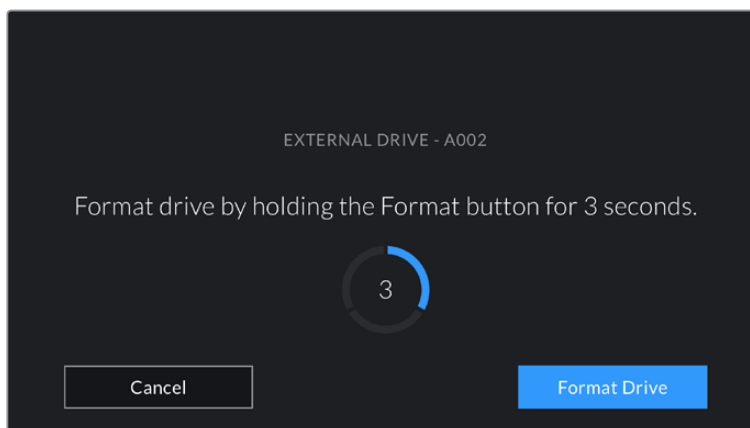 EXTERNAL DRIVE - A002
Format drive by holding the Format button for 3 seconds.
3
Cancel
Format Drive